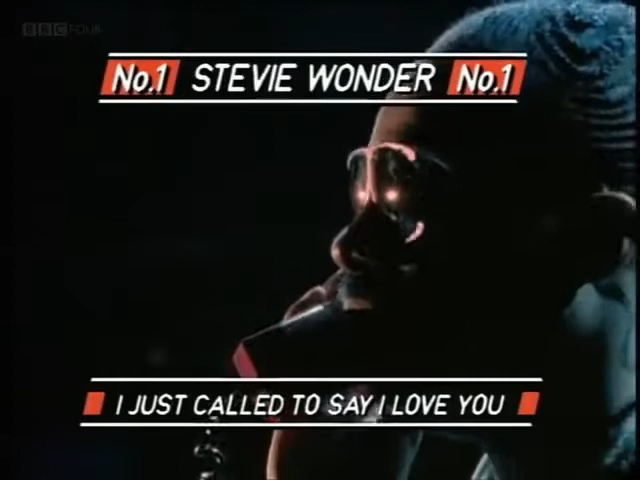 BBC FOUR
No.1 STEVIE WONDER No.1
I JUST CALLED TO SAY I LOVE YOU